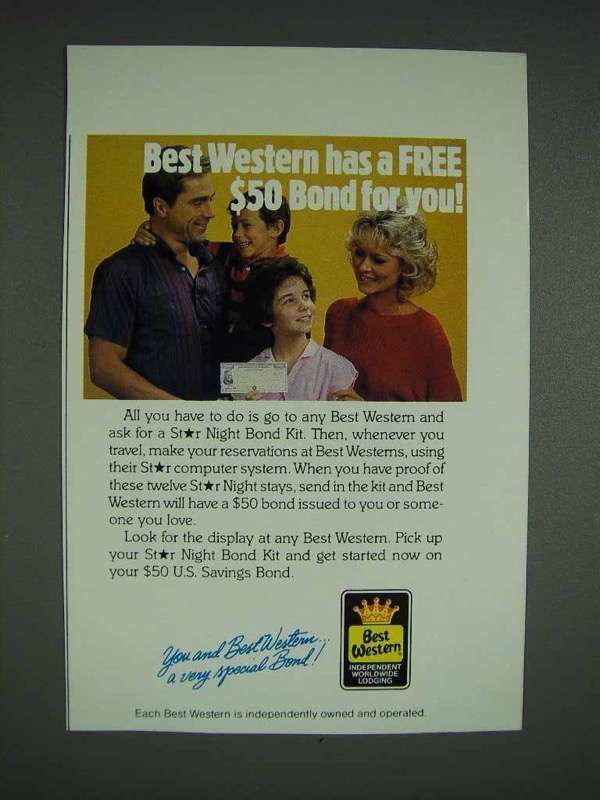 Best Western has a FREE
$50 Bond for you!
All you have to do is go to any Best Western and
ask for a St★r Night Bond Kit. Then, whenever you
travel, make your reservations at Best Westerns, using
their St★r computer system. When you have proof of
these twelve St★r Night stays, send in the kit and Best
Western will have a $50 bond issued to you or some-
one you love.
Look for the display at any Best Western. Pick up
your St★r Night Bond Kit and get started now on
your $50 U.S. Savings Bond.
You and Best Western...
a very special Bond!
Best
Western
INDEPENDENT
WORLDWIDE
LODGING
Each Best Western is independently owned and operated.